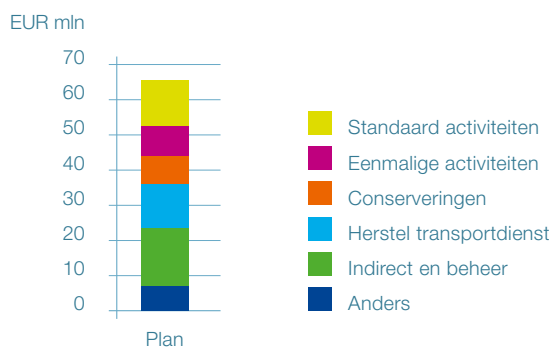 EUR mln
70
60
50
40
30
20
10
0
Plan
Standaard activiteiten
Eenmalige activiteiten
Conserveringen
Herstel transportdienst
Indirect en beheer
Anders